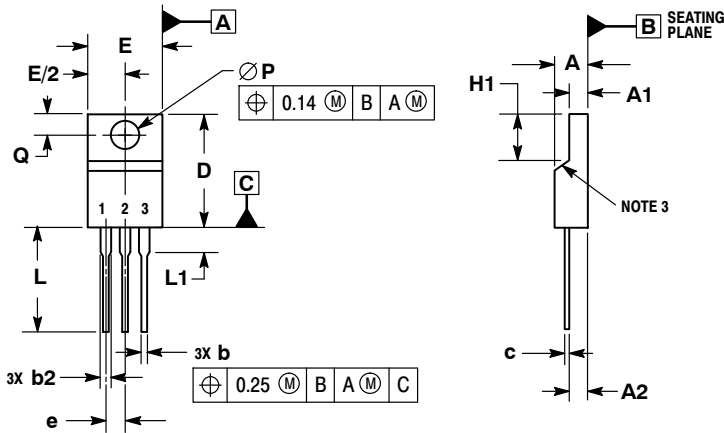 A
E
B SEATING
PLANE
E/2
∅P
A
H1
⌖ 0.14 Ⓜ B A Ⓜ
A1
Q
D
C
NOTE 3
1 2 3
L
L1
3X b
c
3X b2
⌖ 0.25 Ⓜ B A Ⓜ C
A2
e